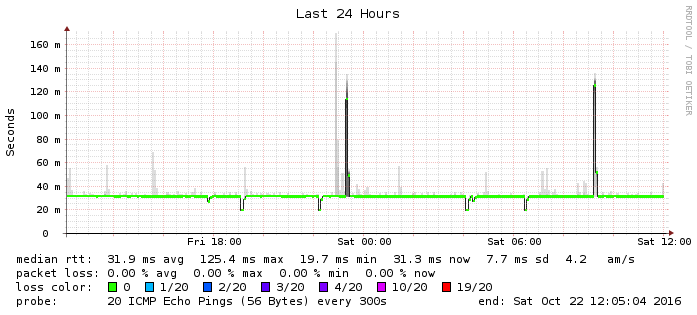 Last 24 Hours
RRDTOOL / TOBI OETIKER
Seconds
160 m
140 m
120 m
100 m
80 m
60 m
40 m
20 m
0
Fri 18:00 Sat 00:00 Sat 06:00 Sat 12:00
median rtt: 31.9 ms avg 125.4 ms max 19.7 ms min 31.3 ms now 7.7 ms sd 4.2 am/s
packet loss: 0.00 % avg 0.00 % max 0.00 % min 0.00 % now
loss color: 0 1/20 2/20 3/20 4/20 10/20 19/20
probe: 20 ICMP Echo Pings (56 Bytes) every 300s end: Sat Oct 22 12:05:04 2016